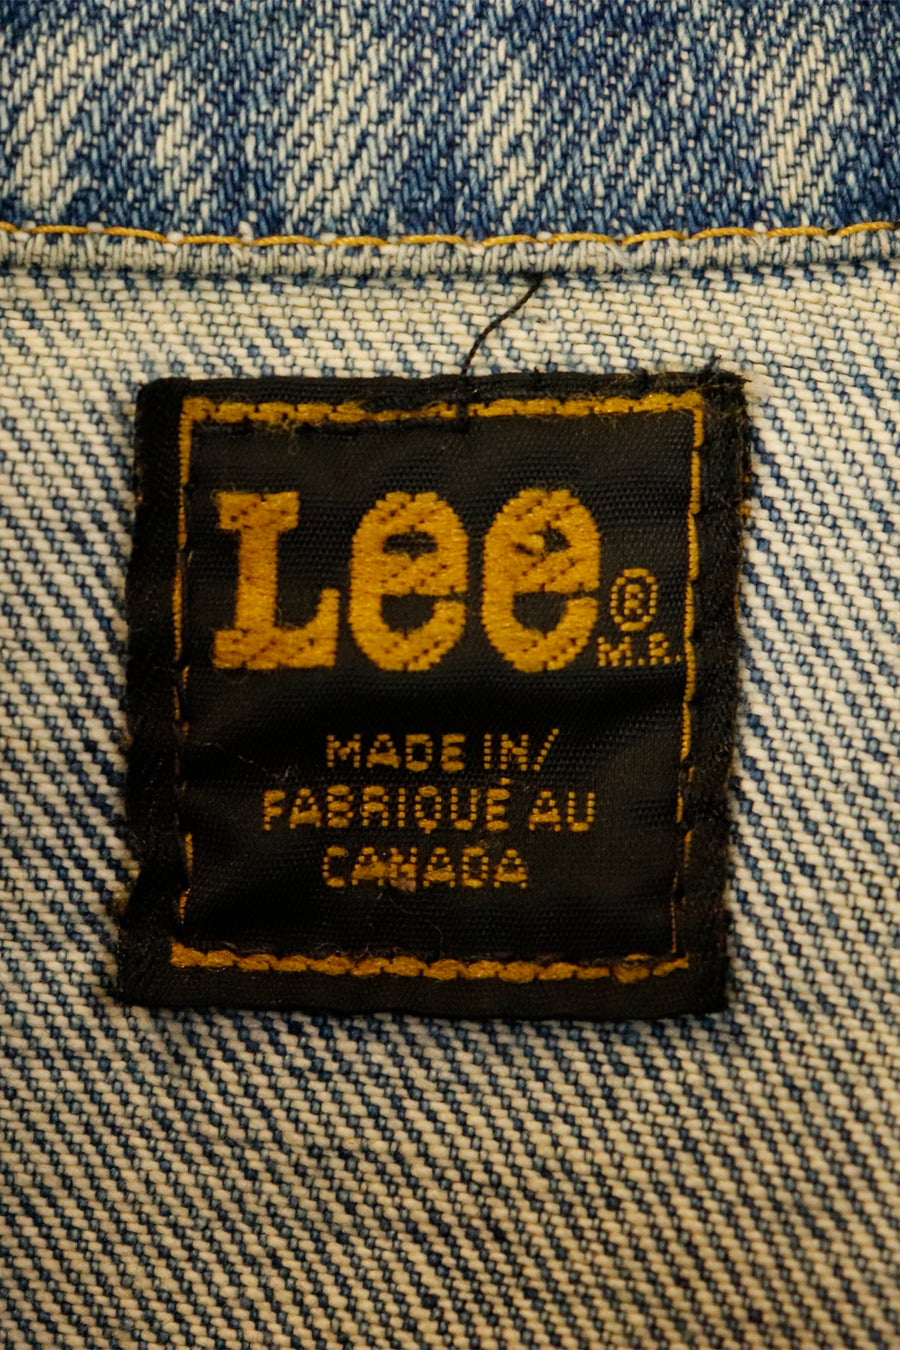 Lee®
M.R.
MADE IN/
FABRIQUÉ AU
CANADA